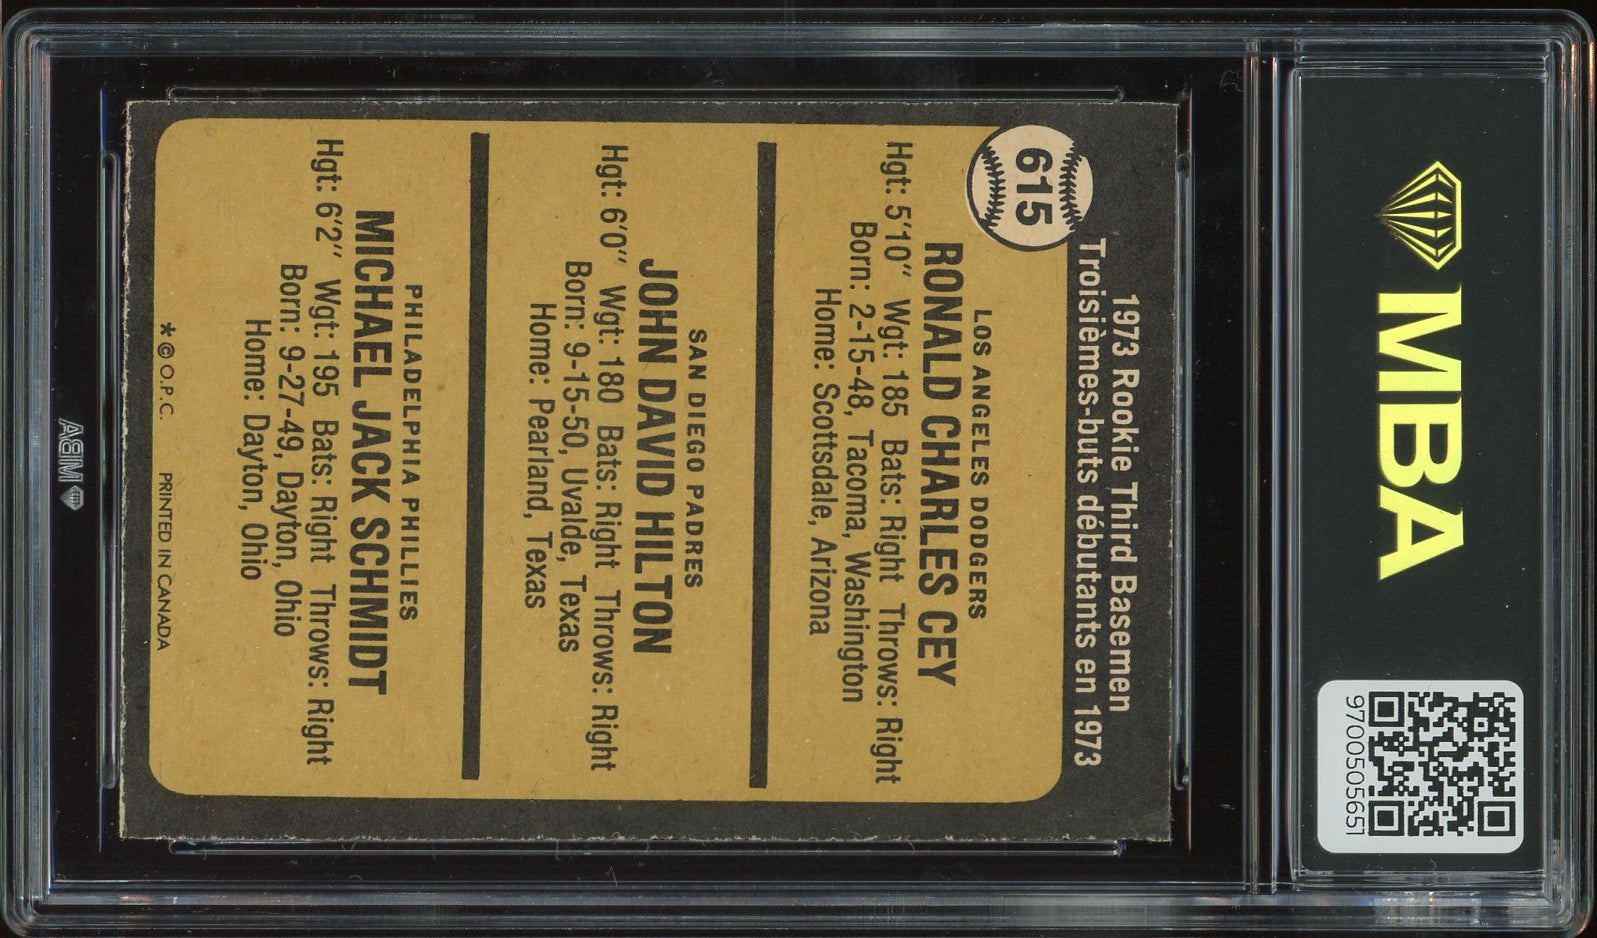 MBA
9700505651
615
1973 Rookie Third Basemen
Troisièmes-buts débutants en 1973
LOS ANGELES DODGERS
RONALD CHARLES CEY
Hgt: 5'10" Wgt: 185 Bats: Right Throws: Right
Born: 2-15-48, Tacoma, Washington
Home: Scottsdale, Arizona
SAN DIEGO PADRES
JOHN DAVID HILTON
Hgt: 6'0" Wgt: 180 Bats: Right Throws: Right
Born: 9-15-50, Uvalde, Texas
Home: Pearland, Texas
PHILADELPHIA PHILLIES
MICHAEL JACK SCHMIDT
Hgt: 6'2" Wgt: 195 Bats: Right Throws: Right
Born: 9-27-49, Dayton, Ohio
Home: Dayton, Ohio
*© O.P.C. PRINTED IN CANADA
MBA